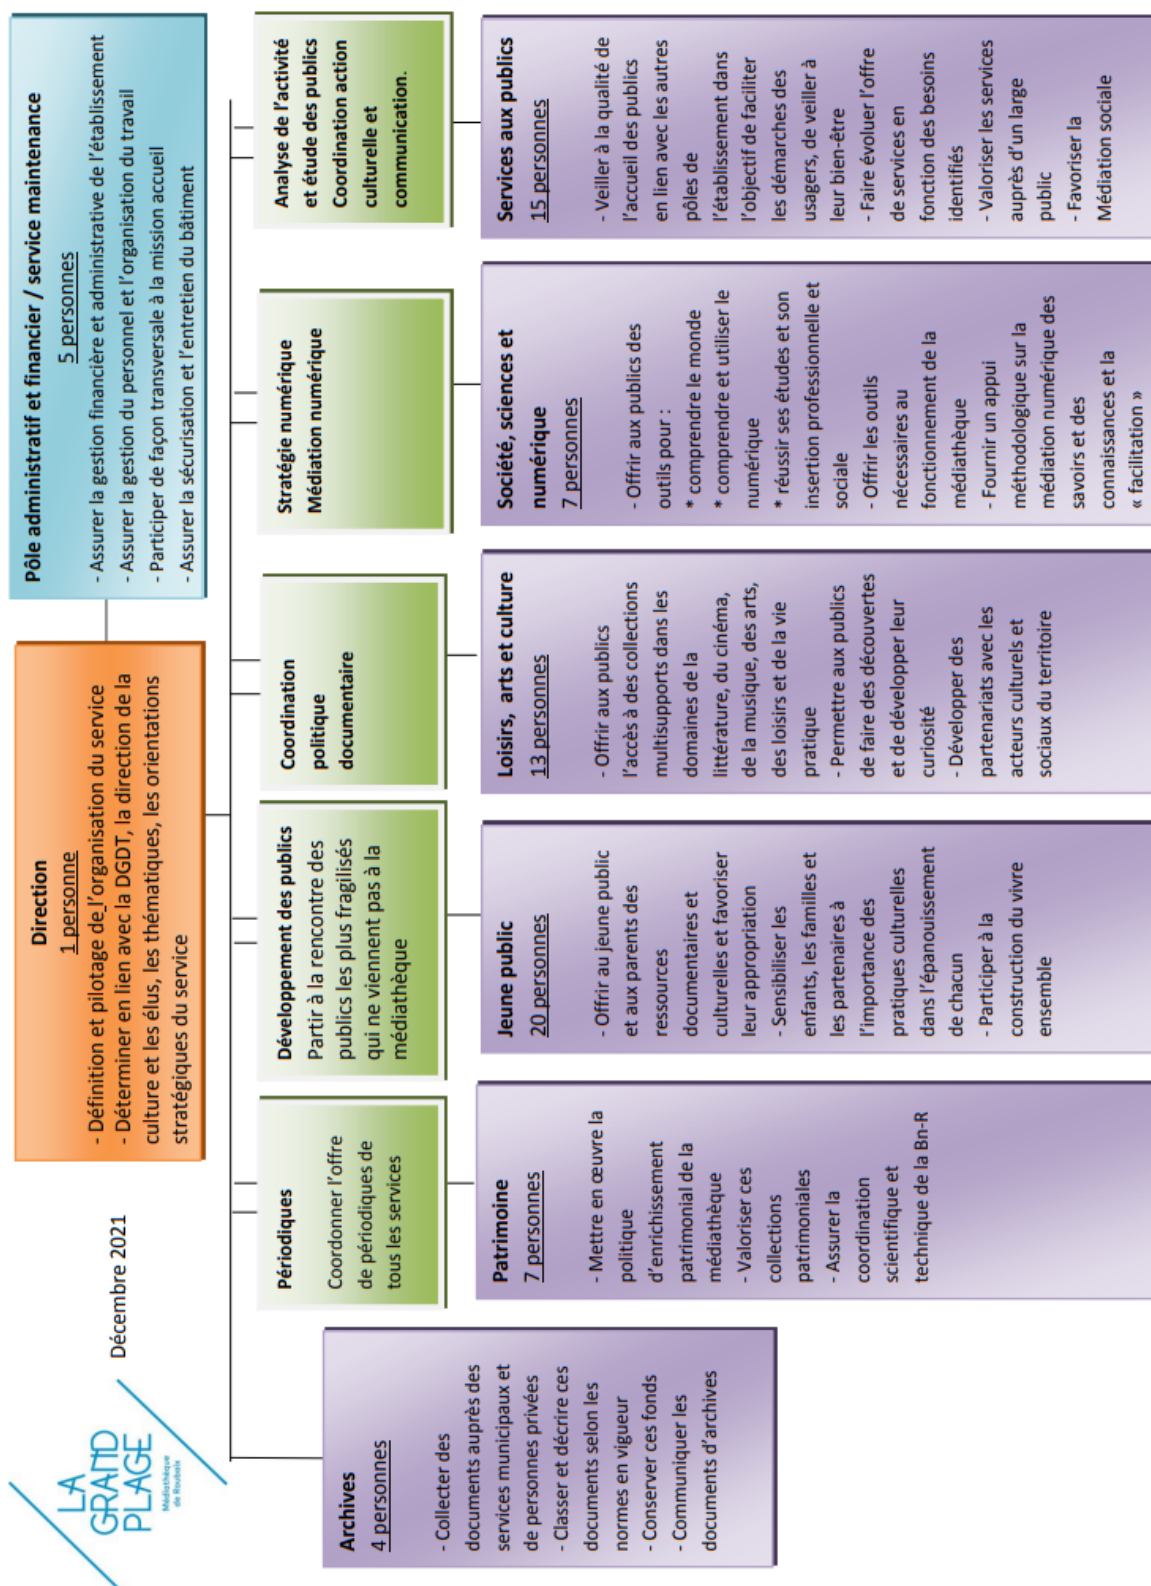 LA
GRAND
PLAGE
Médiathèque
de Roubaix
Décembre 2021
Direction
1 personne
- Définition et pilotage de l'organisation du service
- Déterminer en lien avec la DGDT, la direction de la
culture et les élus, les thématiques, les orientations
stratégiques du service
Pôle administratif et financier / service maintenance
5 personnes
- Assurer la gestion financière et administrative de l'établissement
- Assurer la gestion du personnel et l'organisation du travail
- Participer de façon transversale à la mission accueil
- Assurer la sécurisation et l'entretien du bâtiment
Périodiques
Coordonner l'offre
de périodiques de
tous les services
Développement des publics
Partir à la rencontre des
publics les plus fragilisés
qui ne viennent pas à la
médiathèque
Coordination
politique
documentaire
Stratégie numérique
Médiation numérique
Analyse de l'activité
et étude des publics
Coordination action
culturelle et
communication.
Archives
4 personnes
- Collecter des
documents auprès des
services municipaux et
de personnes privées
- Classer et décrire ces
documents selon les
normes en vigueur
- Conserver ces fonds
- Communiquer les
documents d'archives
Patrimoine
7 personnes
- Mettre en œuvre la
politique
d'enrichissement
patrimonial de la
médiathèque
- Valoriser ces
collections
patrimoniales
- Assurer la
coordination
scientifique et
technique de la Bn-R
Jeune public
20 personnes
- Offrir au jeune public
et aux parents des
ressources
documentaires et
culturelles et favoriser
leur appropriation
- Sensibiliser les
enfants, les familles et
les partenaires à
l'importance des
pratiques culturelles
dans l'épanouissement
de chacun
- Participer à la
construction du vivre
ensemble
Loisirs, arts et culture
13 personnes
- Offrir aux publics
l'accès à des collections
multisupports dans les
domaines de la
littérature, du cinéma,
de la musique, des arts,
des loisirs et de la vie
pratique
- Permettre aux publics
de faire des découvertes
et de développer leur
curiosité
- Développer des
partenariats avec les
acteurs culturels et
sociaux du territoire
Société, sciences et
numérique
7 personnes
- Offrir aux publics des
outils pour :
* comprendre le monde
* comprendre et utiliser le
numérique
* réussir ses études et son
insertion professionnelle et
sociale
- Offrir les outils
nécessaires au
fonctionnement de la
médiathèque
- Fournir un appui
méthodologique sur la
médiation numérique des
savoirs et des
connaissances et la
« facilitation »
Services aux publics
15 personnes
- Veiller à la qualité de
l'accueil des publics
en lien avec les autres
pôles de
l'établissement dans
l'objectif de faciliter
les démarches des
usagers, de veiller à
leur bien-être
- Faire évoluer l'offre
de services en
fonction des besoins
identifiés
- Valoriser les services
auprès d'un large
public
- Favoriser la
Médiation sociale